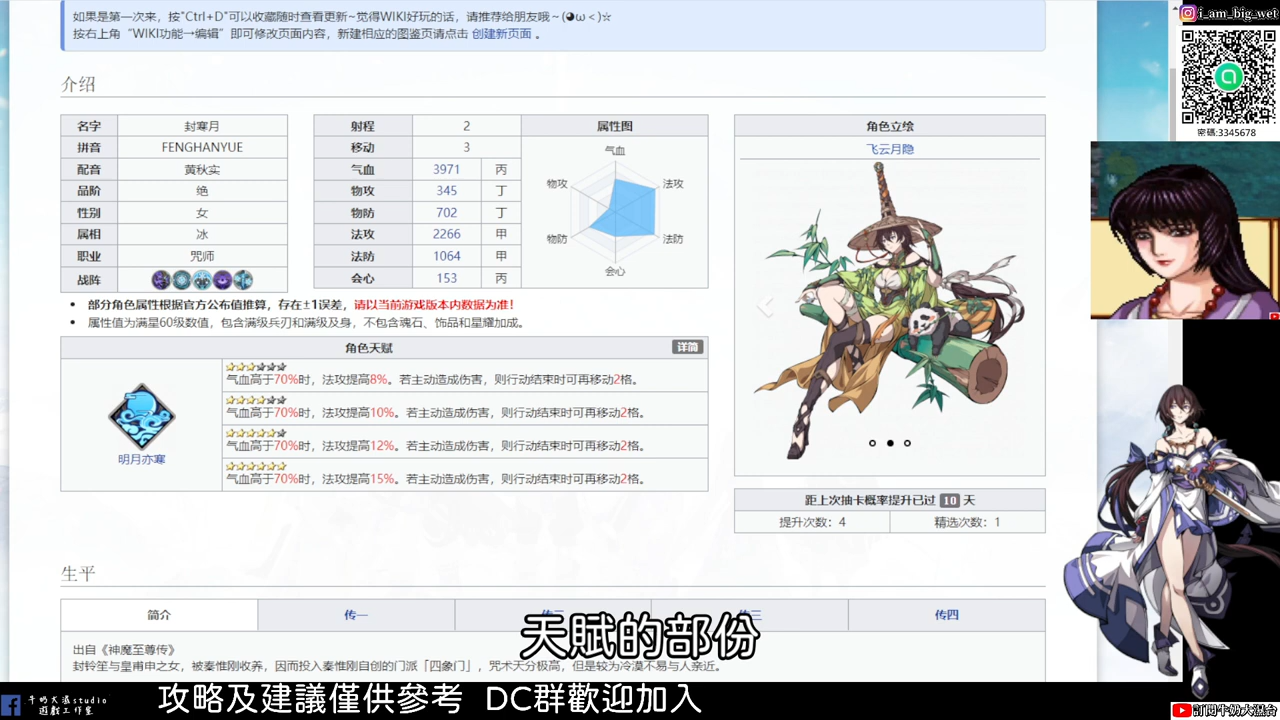 如果是第一次来，按"Ctrl+D"可以收藏随时查看更新~觉得WIKI好玩的话，请推荐给朋友哦~(◕ω＜)☆
按右上角“WIKI功能→编辑”即可修改页面内容，新建相应的图鉴页请点击 创建新页面 。
介绍
名字 封寒月
拼音 FENGHANYUE
配音 黄秋实
品阶 绝
性别 女
属相 冰
职业 咒师
战阵
射程 2
移动 3
气血 3971 丙
物攻 345 丁
物防 702 丁
法攻 2266 甲
法防 1064 甲
会心 153 丙
属性图
气血
物攻 法攻
物防 法防
会心
角色立绘
飞云月隐
部分角色属性根据官方公布值推算，存在±1误差，请以当前游戏版本内数据为准！
属性值为满星60级数值，包含满级兵刃和满级及身，不包含魂石、饰品和星耀加成。
角色天赋 详简
明月亦寒
气血高于70%时，法攻提高8%。若主动造成伤害，则行动结束时可再移动2格。
气血高于70%时，法攻提高10%。若主动造成伤害，则行动结束时可再移动2格。
气血高于70%时，法攻提高12%。若主动造成伤害，则行动结束时可再移动2格。
气血高于70%时，法攻提高15%。若主动造成伤害，则行动结束时可再移动2格。
距上次抽卡概率提升已过 10 天
提升次数：4 精选次数：1
生平
简介 传一 传二 传三 传四
出自《神魔至尊传》
封铃笙与皇甫申之女，被秦惟刚收养，因而投入秦惟刚自创的门派「四象门」，咒术天分极高，但是较为冷漠不易与人亲近。
天賦的部份
攻略及建議僅供參考 DC群歡迎加入
牛奶大濕studio
遊戲工作室
i_am_big_wet
密碼:3345678
訂閱牛奶大濕台